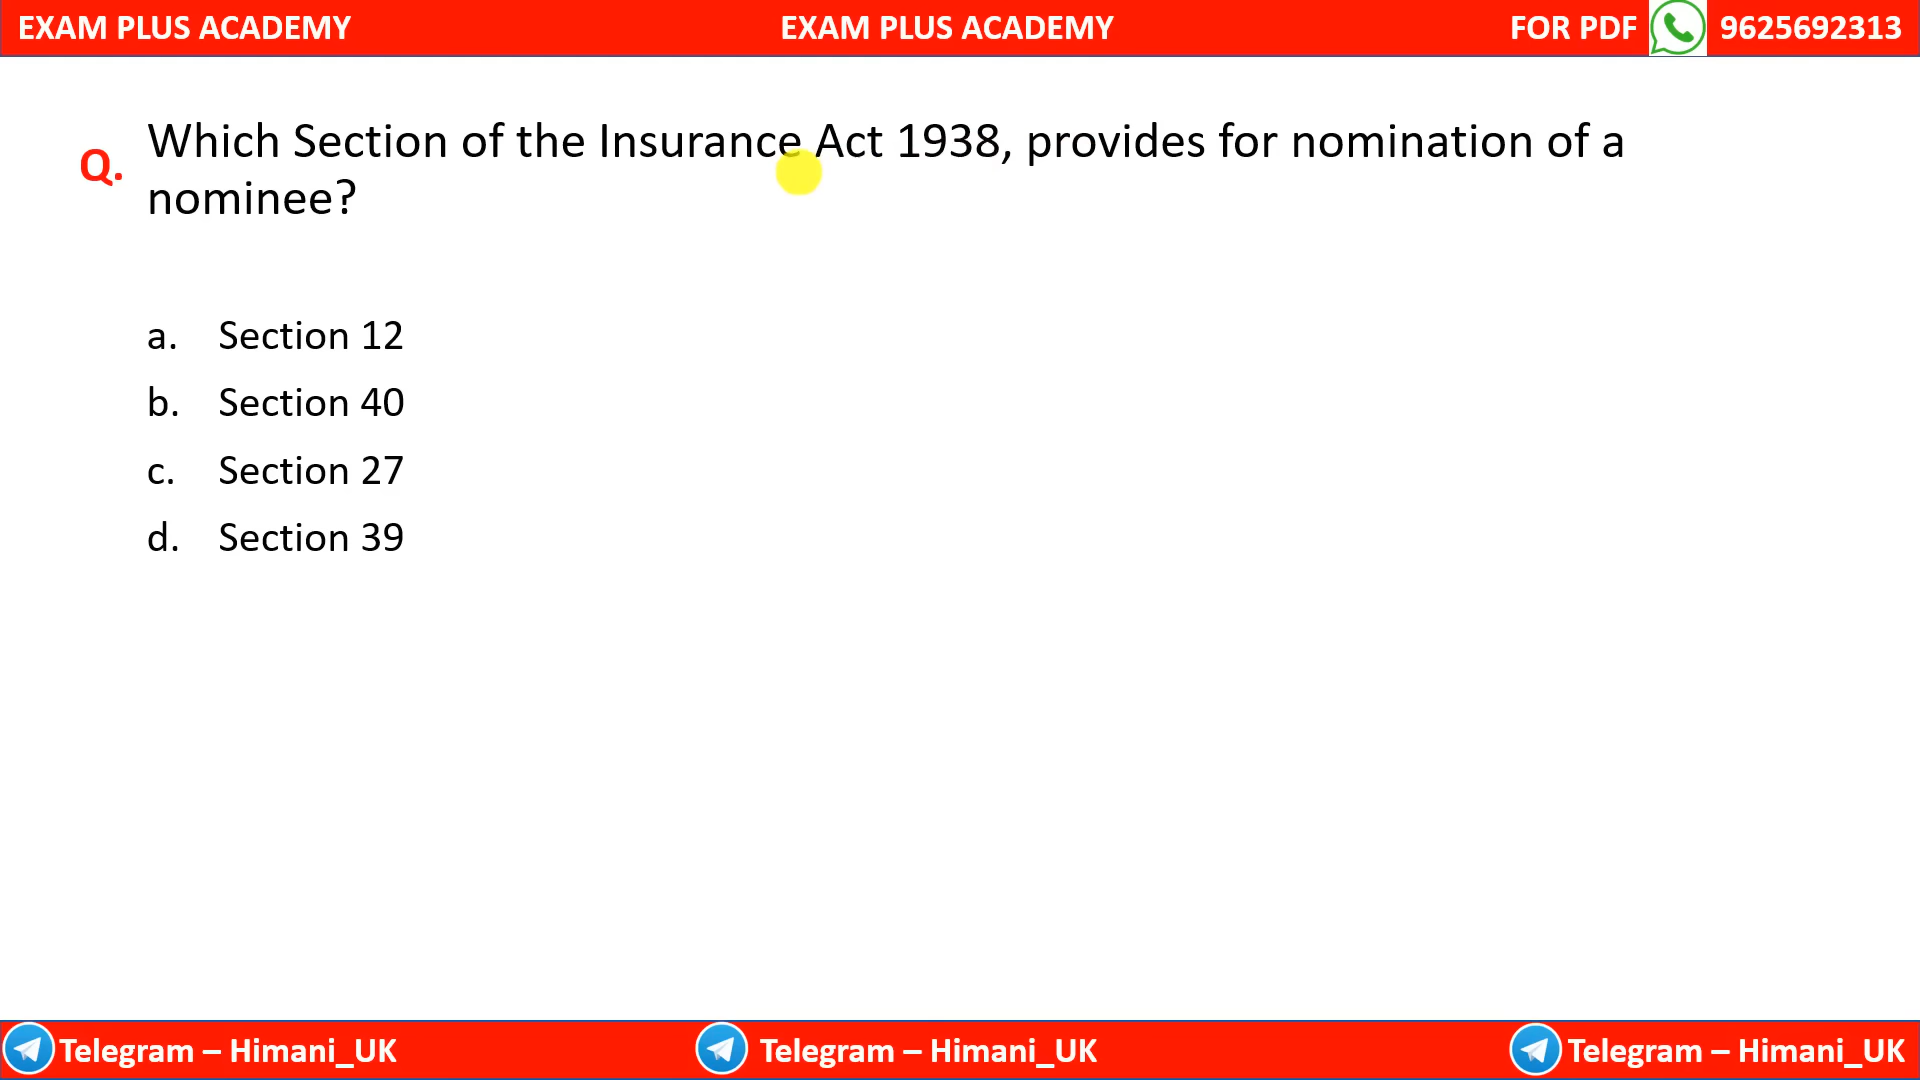 EXAM PLUS ACADEMY EXAM PLUS ACADEMY FOR PDF 9625692313
Q. Which Section of the Insurance Act 1938, provides for nomination of a
nominee?
a. Section 12
b. Section 40
c. Section 27
d. Section 39
Telegram – Himani_UK Telegram – Himani_UK Telegram – Himani_UK